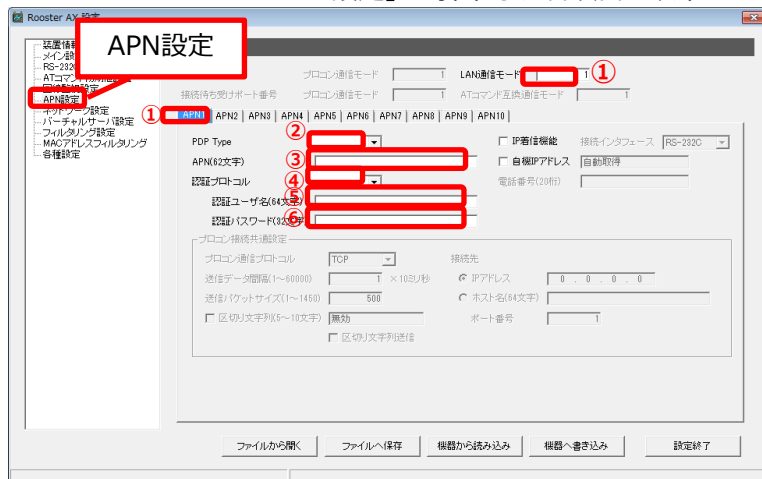 Rooster AX 設定
APN設定
メイン設定
APN設定
ネットワーク設定
バーチャルサーバ設定
フィルタリング設定
MACアドレスフィルタリング
各種設定
プロコン通信モード 1 LAN通信モード 1 ①
接続待ち受けポート番号 プロコン通信モード 1 ATコマンド互換通信モード 1
① APN1 APN2 APN3 APN4 APN5 APN6 APN7 APN8 APN9 APN10
PDP Type ② IP着信機能 接続インタフェース RS-232C
APN(62文字) ③ 自機IPアドレス 自動取得
認証プロトコル ④ 電話番号(20桁)
認証ユーザ名(64文字) ⑤
認証パスワード(32文字) ⑥
プロコン接続共通設定
プロコン通信プロトコル TCP 接続先
送信データ間隔(1～60000) 1 ×10ミリ秒 IPアドレス 0 . 0 . 0 . 0
送信パケットサイズ(1～1450) 500 ホスト名(64文字)
区切り文字列(5～10文字) 無効 ポート番号 1
区切り文字列送信
ファイルから開く ファイルへ保存 機器から読み込み 機器へ書き込み 設定終了